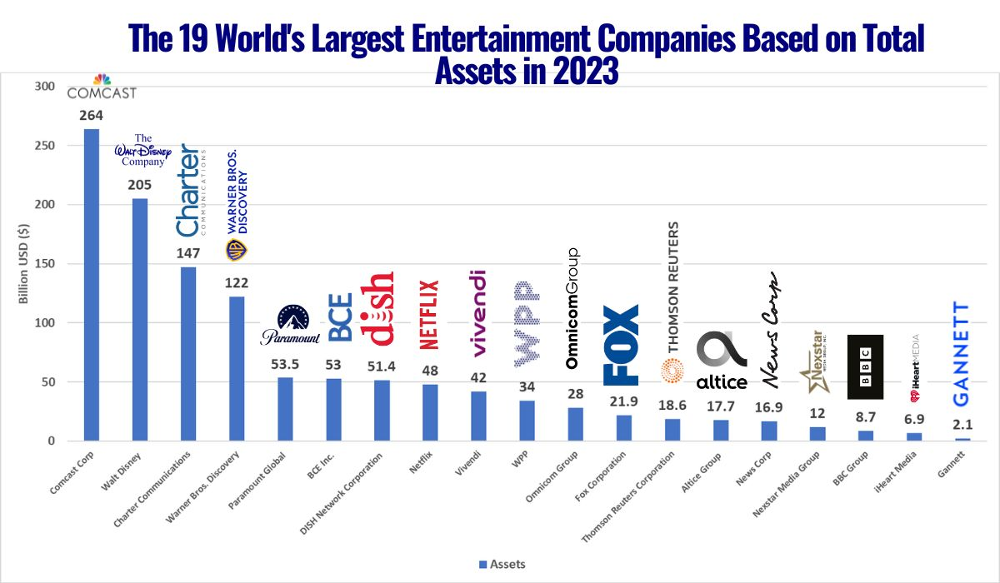 The 19 World's Largest Entertainment Companies Based on Total
Assets in 2023
Billion USD ($)
300
250
200
150
100
50
0
COMCAST
264
The
WALT DISNEY
Company
205
Charter
COMMUNICATIONS
147
WARNER BROS.
DISCOVERY
WB
122
Paramount
53.5
BCE
53
dish
51.4
NETFLIX
48
vivendi
42
WPP
34
OmnicomGroup
28
FOX
21.9
THOMSON REUTERS
18.6
altice
17.7
News Corp
16.9
Nexstar
MEDIA GROUP, INC.
12
BBC
8.7
iHeartMEDIA
6.9
GANNETT
2.1
Comcast Corp
Walt Disney
Charter Communications
Warner Bros. Discovery
Paramount Global
BCE Inc.
DISH Network Corporation
Netflix
Vivendi
WPP
Omnicom Group
Fox Corporation
Thomson Reuters Corporation
Altice Group
News Corp
Nexstar Media Group
BBC Group
iHeart Media
Gannett
Assets